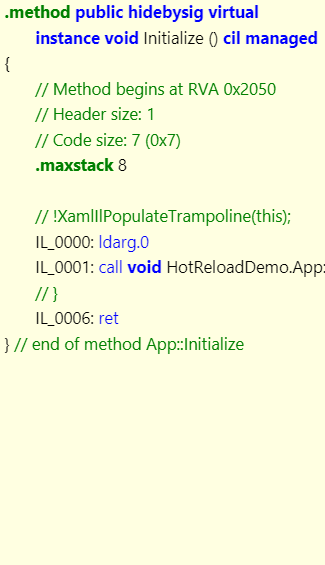 .method public hidebysig virtual
instance void Initialize () cil managed
{
// Method begins at RVA 0x2050
// Header size: 1
// Code size: 7 (0x7)
.maxstack 8
// !XamlIlPopulateTrampoline(this);
IL_0000: ldarg.0
IL_0001: call void HotReloadDemo.App:
// }
IL_0006: ret
} // end of method App::Initialize